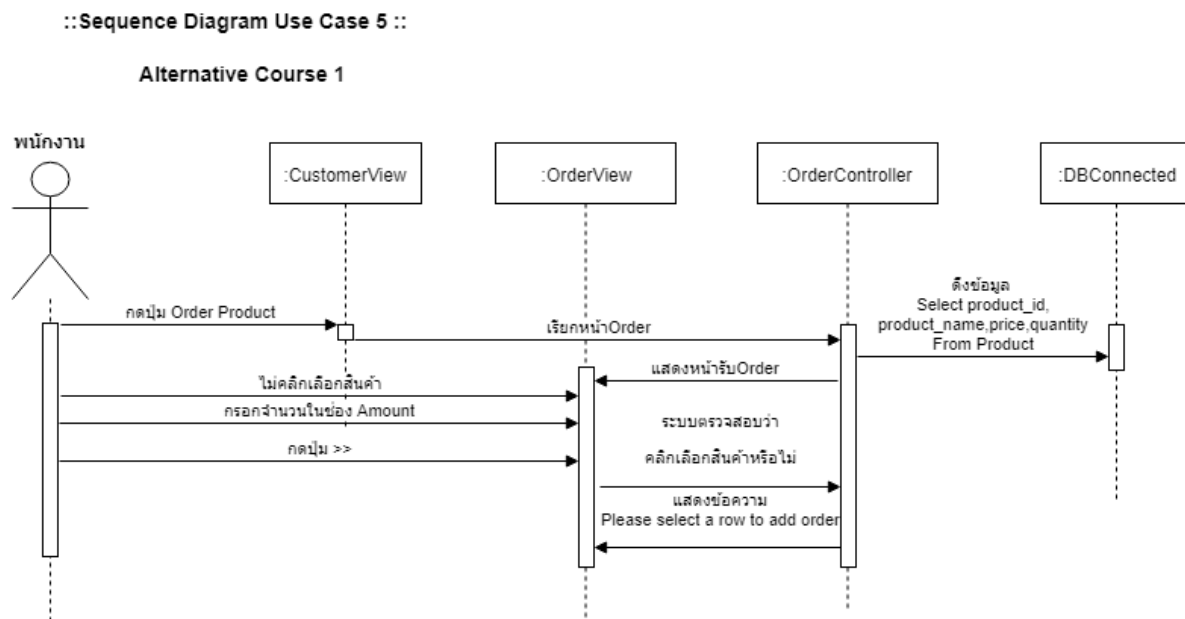 ::Sequence Diagram Use Case 5 ::
Alternative Course 1
พนักงาน
:CustomerView
:OrderView
:OrderController
:DBConnected
ดึงข้อมูล
Select product_id,
product_name,price,quantity
From Product
กดปุ่ม Order Product
เรียกหน้าOrder
แสดงหน้ารับOrder
ไม่คลิกเลือกสินค้า
กรอกจำนวนในช่อง Amount
ระบบตรวจสอบว่า
กดปุ่ม >>
คลิกเลือกสินค้าหรือไม่
แสดงข้อความ
Please select a row to add order